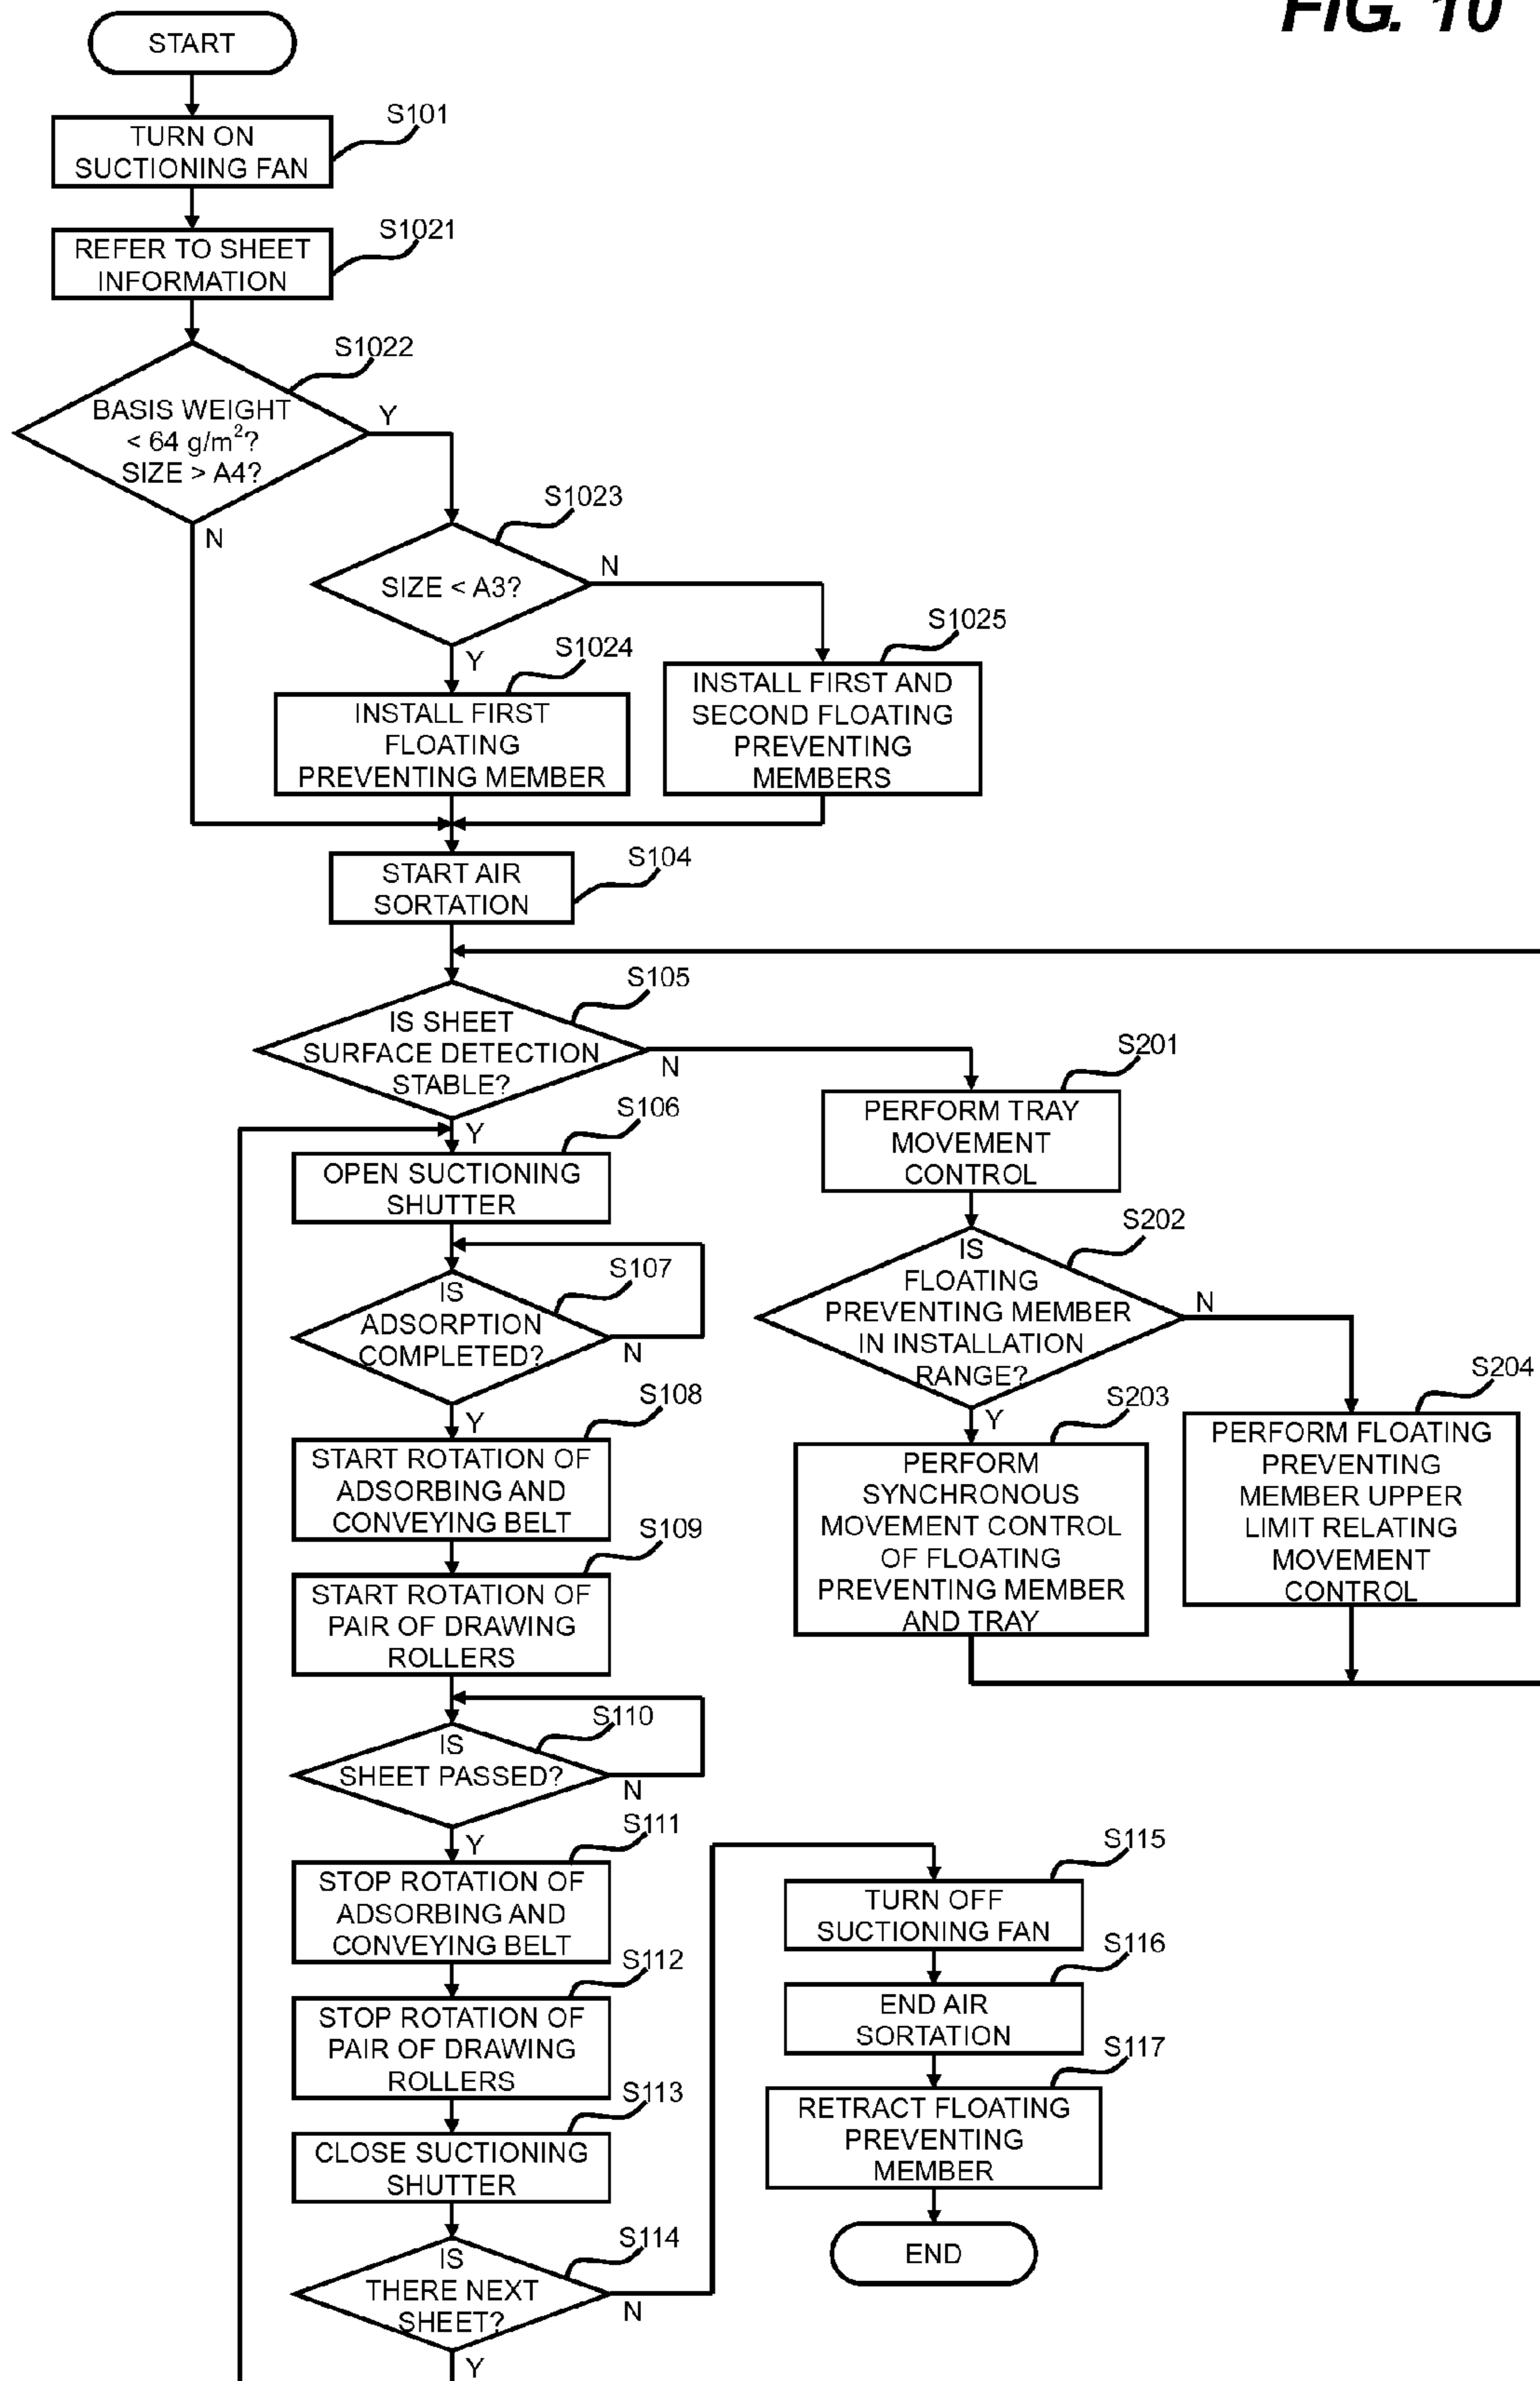 FIG. 10
START
S101
TURN ON
SUCTIONING FAN
S1021
REFER TO SHEET
INFORMATION
S1022
BASIS WEIGHT
< 64 g/m²?
SIZE > A4?
Y
N
S1023
SIZE < A3?
N
Y
S1024
INSTALL FIRST
FLOATING
PREVENTING MEMBER
S1025
INSTALL FIRST AND
SECOND FLOATING
PREVENTING
MEMBERS
S104
START AIR
SORTATION
S105
IS SHEET
SURFACE DETECTION
STABLE?
N
Y
S106
OPEN SUCTIONING
SHUTTER
S107
IS
ADSORPTION
COMPLETED?
N
Y
S108
START ROTATION OF
ADSORBING AND
CONVEYING BELT
S109
START ROTATION OF
PAIR OF DRAWING
ROLLERS
S110
IS
SHEET PASSED?
N
Y
S111
STOP ROTATION OF
ADSORBING AND
CONVEYING BELT
S112
STOP ROTATION OF
PAIR OF DRAWING
ROLLERS
S113
CLOSE SUCTIONING
SHUTTER
S114
IS
THERE NEXT
SHEET?
N
Y
S201
PERFORM TRAY
MOVEMENT
CONTROL
S202
IS
FLOATING
PREVENTING MEMBER
IN INSTALLATION
RANGE?
N
Y
S203
PERFORM
SYNCHRONOUS
MOVEMENT CONTROL
OF FLOATING
PREVENTING MEMBER
AND TRAY
S204
PERFORM FLOATING
PREVENTING
MEMBER UPPER
LIMIT RELATING
MOVEMENT
CONTROL
S115
TURN OFF
SUCTIONING FAN
S116
END AIR
SORTATION
S117
RETRACT FLOATING
PREVENTING
MEMBER
END